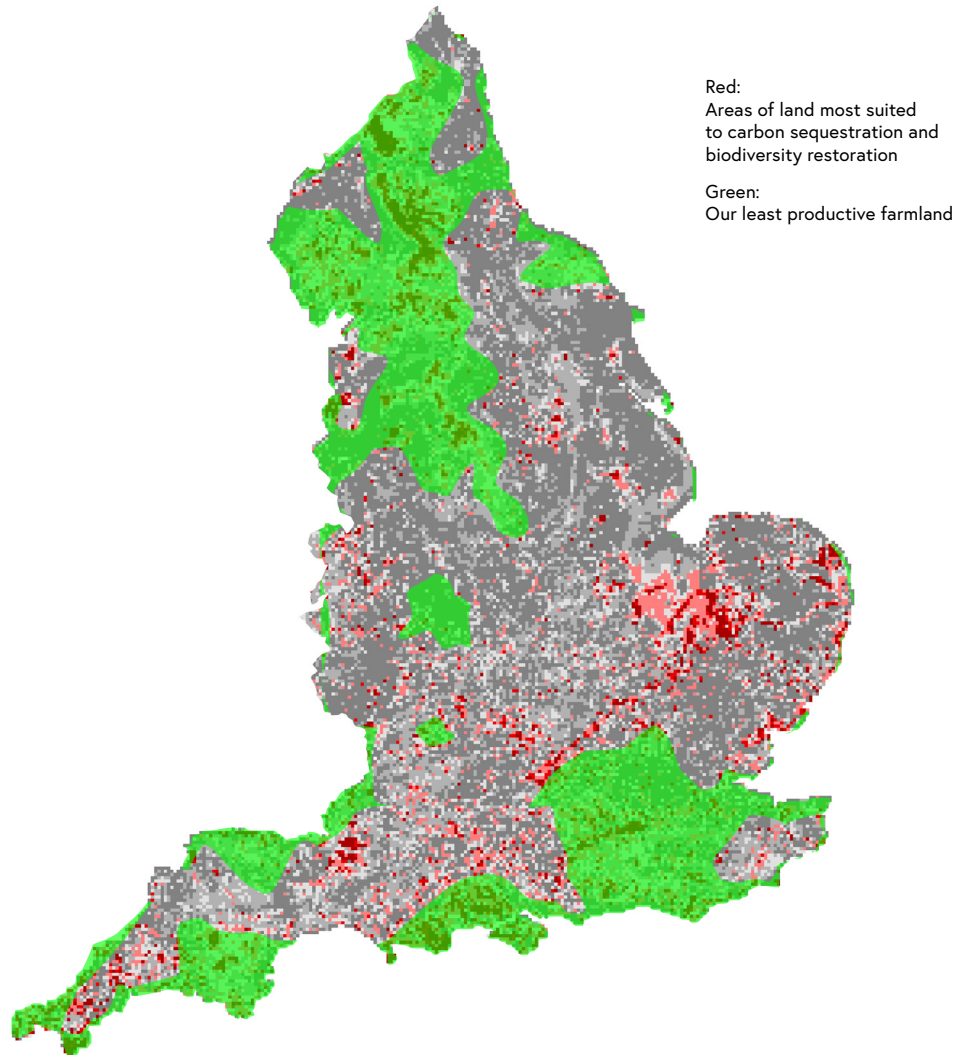 Red:
Areas of land most suited
to carbon sequestration and
biodiversity restoration
Green:
Our least productive farmland